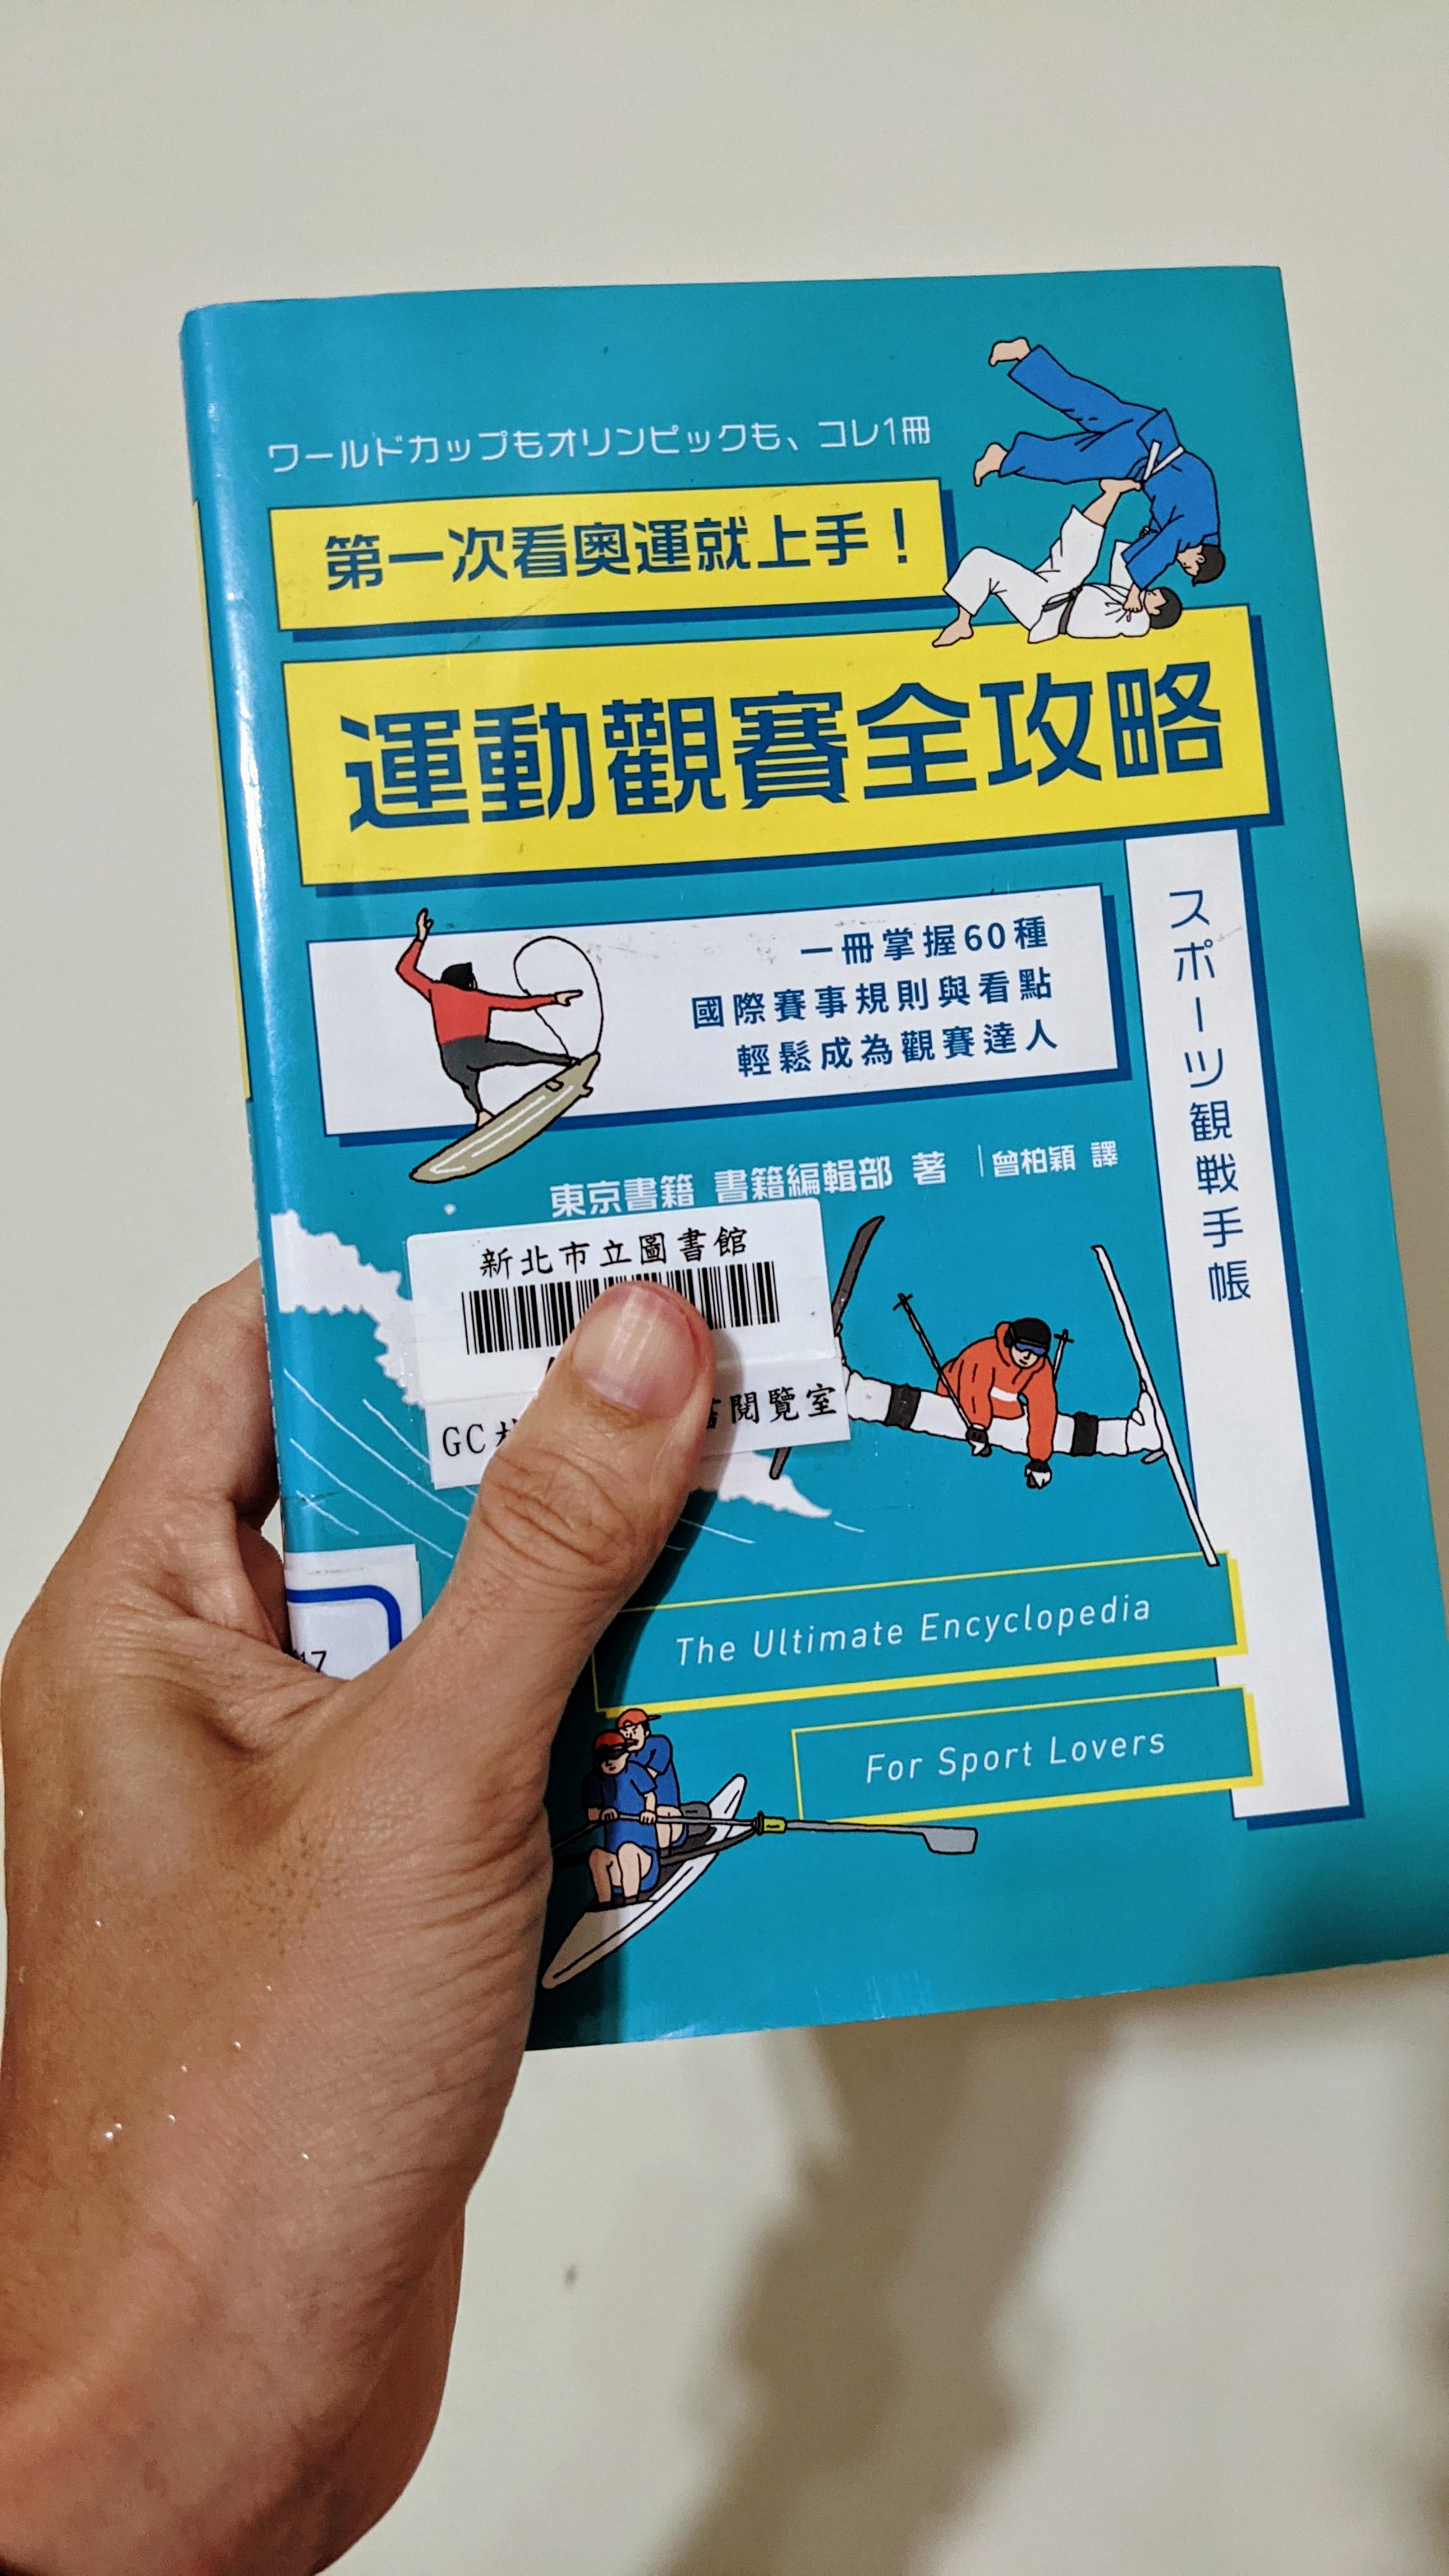 ワールドカップもオリンピックも、コレ1冊
第一次看奧運就上手！
運動觀賽全攻略
一冊掌握60種
國際賽事規則與看點
輕鬆成為觀賽達人
スポーツ観戦手帳
東京書籍 書籍編輯部 著 | 曾柏穎 譯
新北市立圖書館
GC
閱覽室
17
The Ultimate Encyclopedia
For Sport Lovers